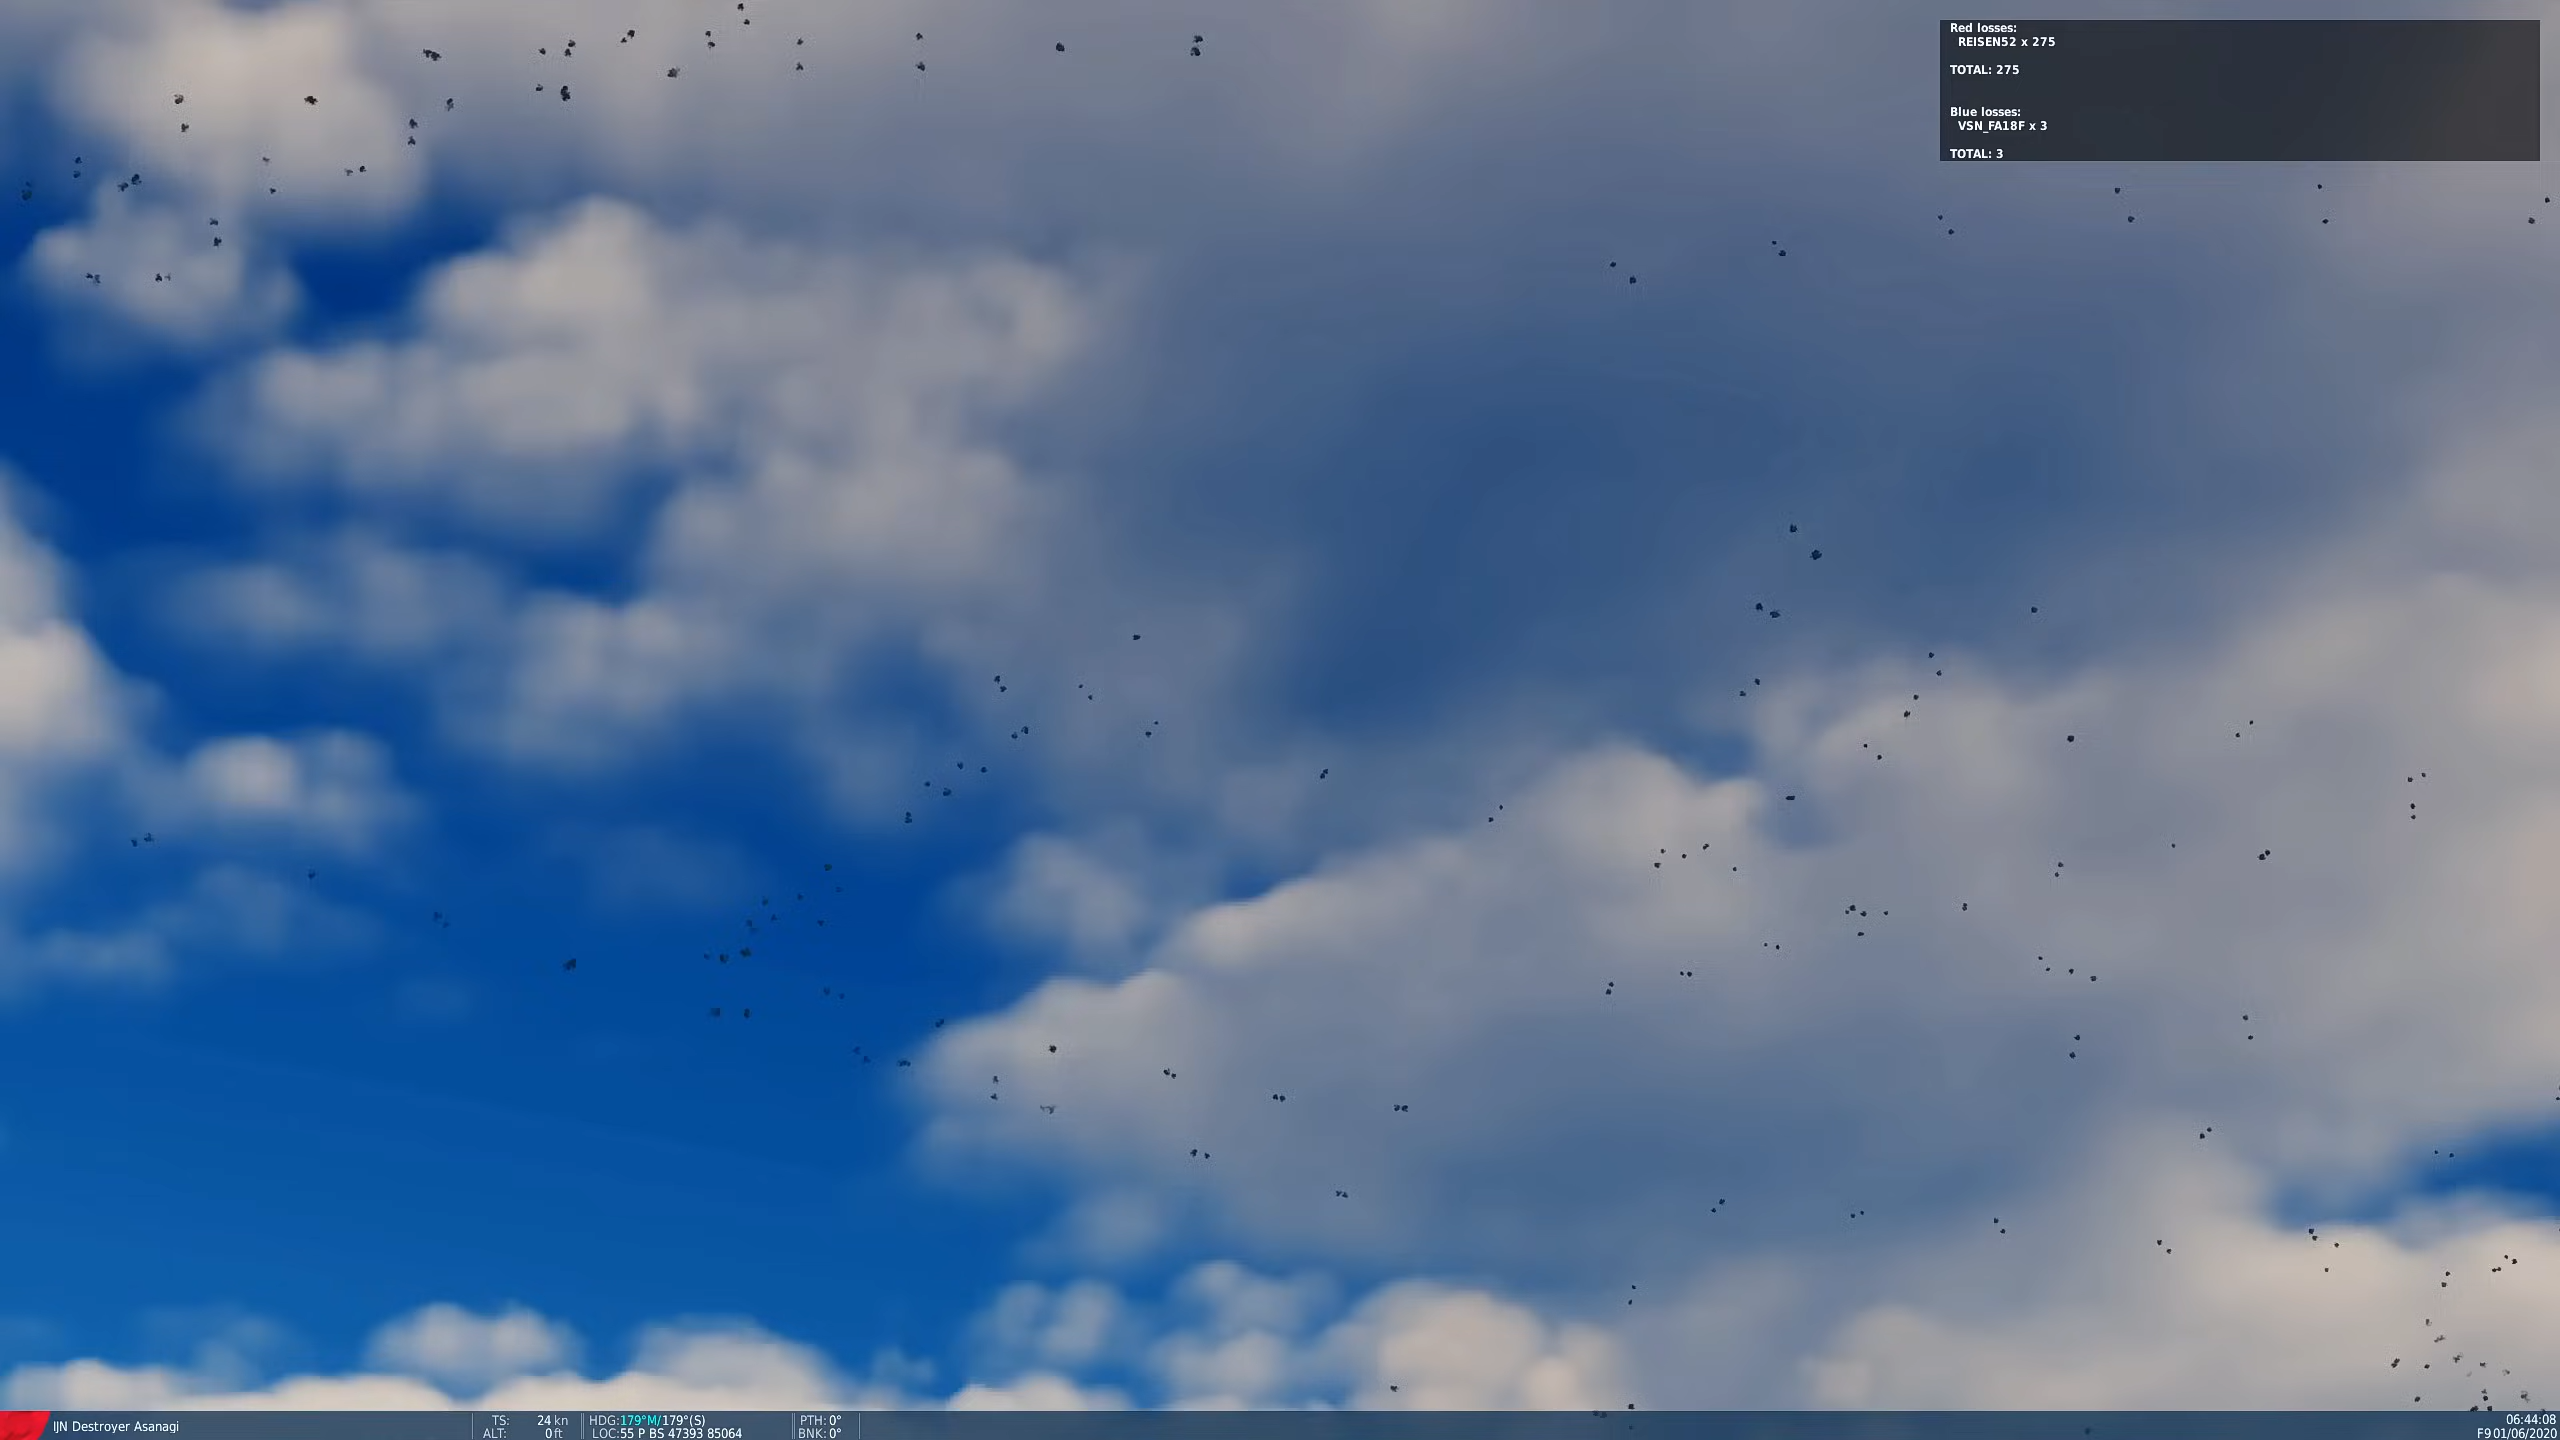 Red losses:
REISEN52 x 275
TOTAL: 275
Blue losses:
VSN_FA18F x 3
TOTAL: 3
IJN Destroyer Asanagi
TS: 24 kn
ALT: 0 ft
HDG:179°M/179°(S)
LOC:55 P BS 47393 85064
PTH: 0°
BNK: 0°
06:44:08
F9 01/06/2020